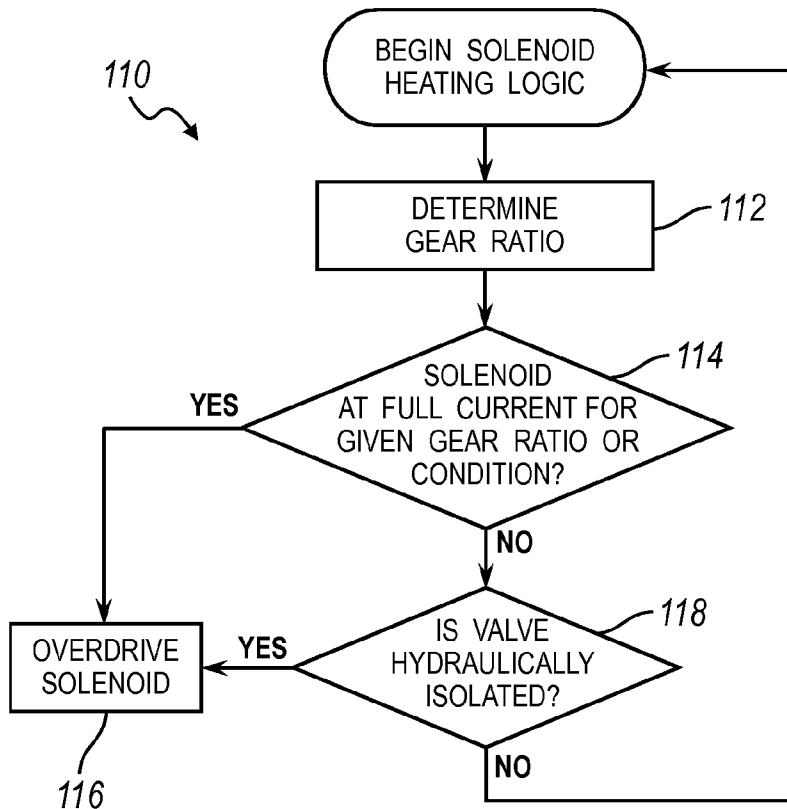 110
BEGIN SOLENOID
HEATING LOGIC
DETERMINE
GEAR RATIO
112
SOLENOID
AT FULL CURRENT FOR
GIVEN GEAR RATIO OR
CONDITION?
114
YES
NO
IS VALVE
HYDRAULICALLY
ISOLATED?
118
YES
OVERDRIVE
SOLENOID
116
NO